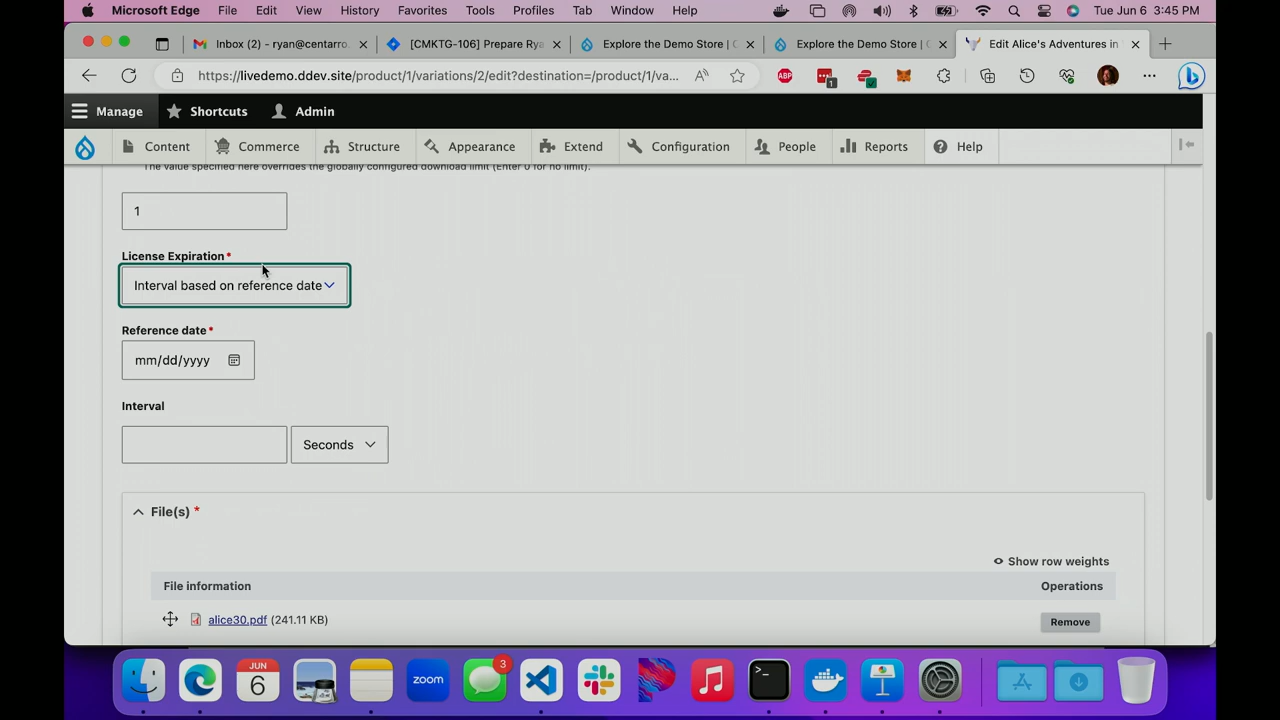 Microsoft Edge File Edit View History Favorites Tools Profiles Tab Window Help Tue Jun 6 3:45 PM
Inbox (2) - ryan@centarro. [CMKTG-106] Prepare Rya Explore the Demo Store | C Explore the Demo Store | C Edit Alice's Adventures in
https://livedemo.ddev.site/product/1/variations/2/edit?destination=/product/1/va...
ABP 1
Manage Shortcuts Admin
Content Commerce Structure Appearance Extend Configuration People Reports Help
The value specified here overrides the globally configured download limit (Enter 0 for no limit).
1
License Expiration*
Interval based on reference date
Reference date*
mm/dd/yyyy
Interval
Seconds
File(s) *
Show row weights
File information Operations
alice30.pdf (241.11 KB) Remove
JUN
6
zoom
3